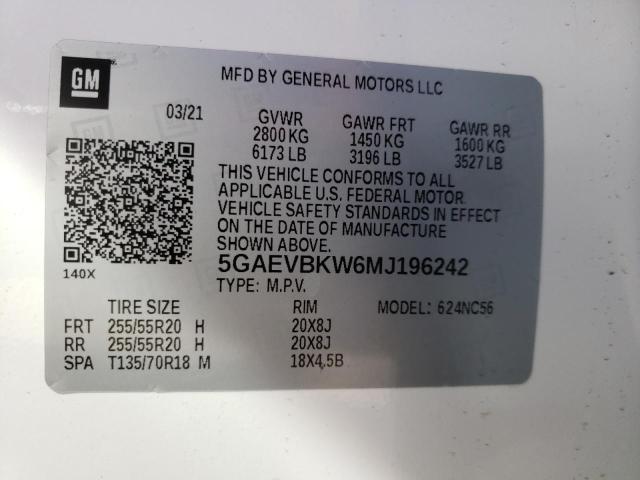 GM
MFD BY GENERAL MOTORS LLC
03/21 GVWR GAWR FRT GAWR RR
2800 KG 1450 KG 1600 KG
6173 LB 3196 LB 3527 LB
THIS VEHICLE CONFORMS TO ALL
APPLICABLE U.S. FEDERAL MOTOR
VEHICLE SAFETY STANDARDS IN EFFECT
ON THE DATE OF MANUFACTURE
SHOWN ABOVE.
140X 5GAEVBKW6MJ196242
TYPE: M.P.V.
TIRE SIZE RIM MODEL: 624NC56
FRT 255/55R20 H 20X8J
RR 255/55R20 H 20X8J
SPA T135/70R18 M 18X4.5B